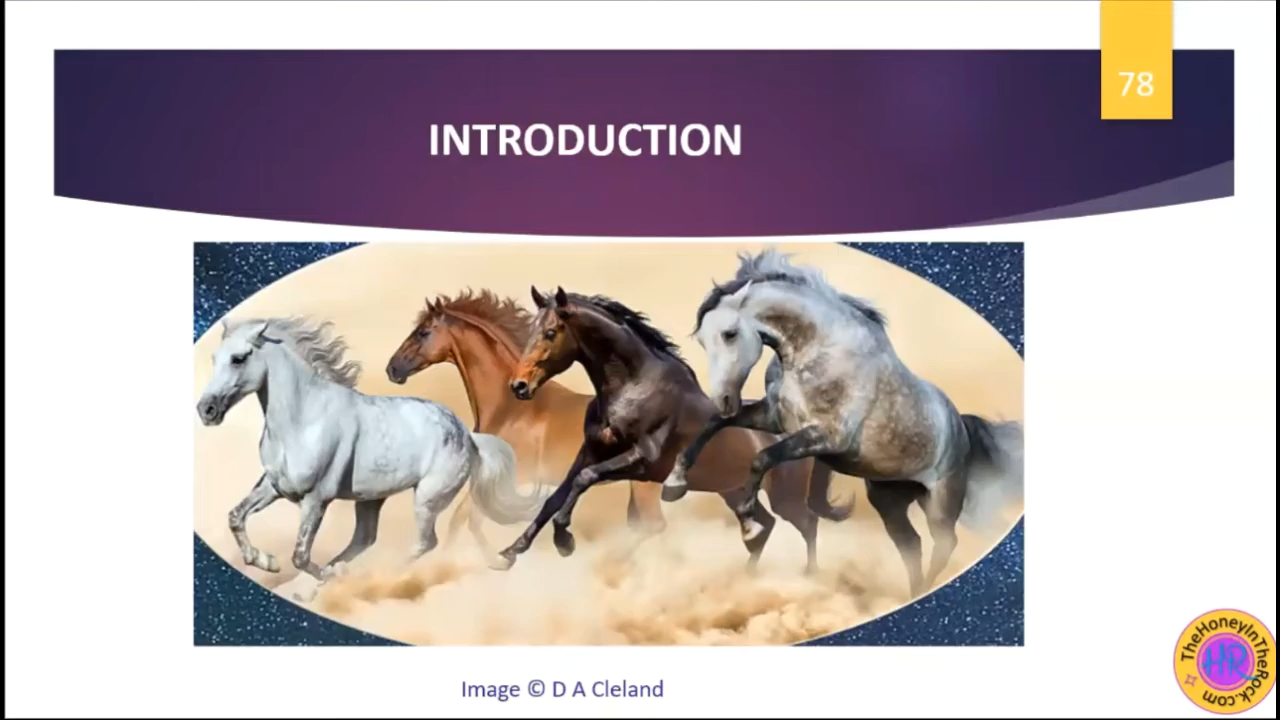 78
INTRODUCTION
Image © D A Cleland
TheHoneyInTheRock.com
HR